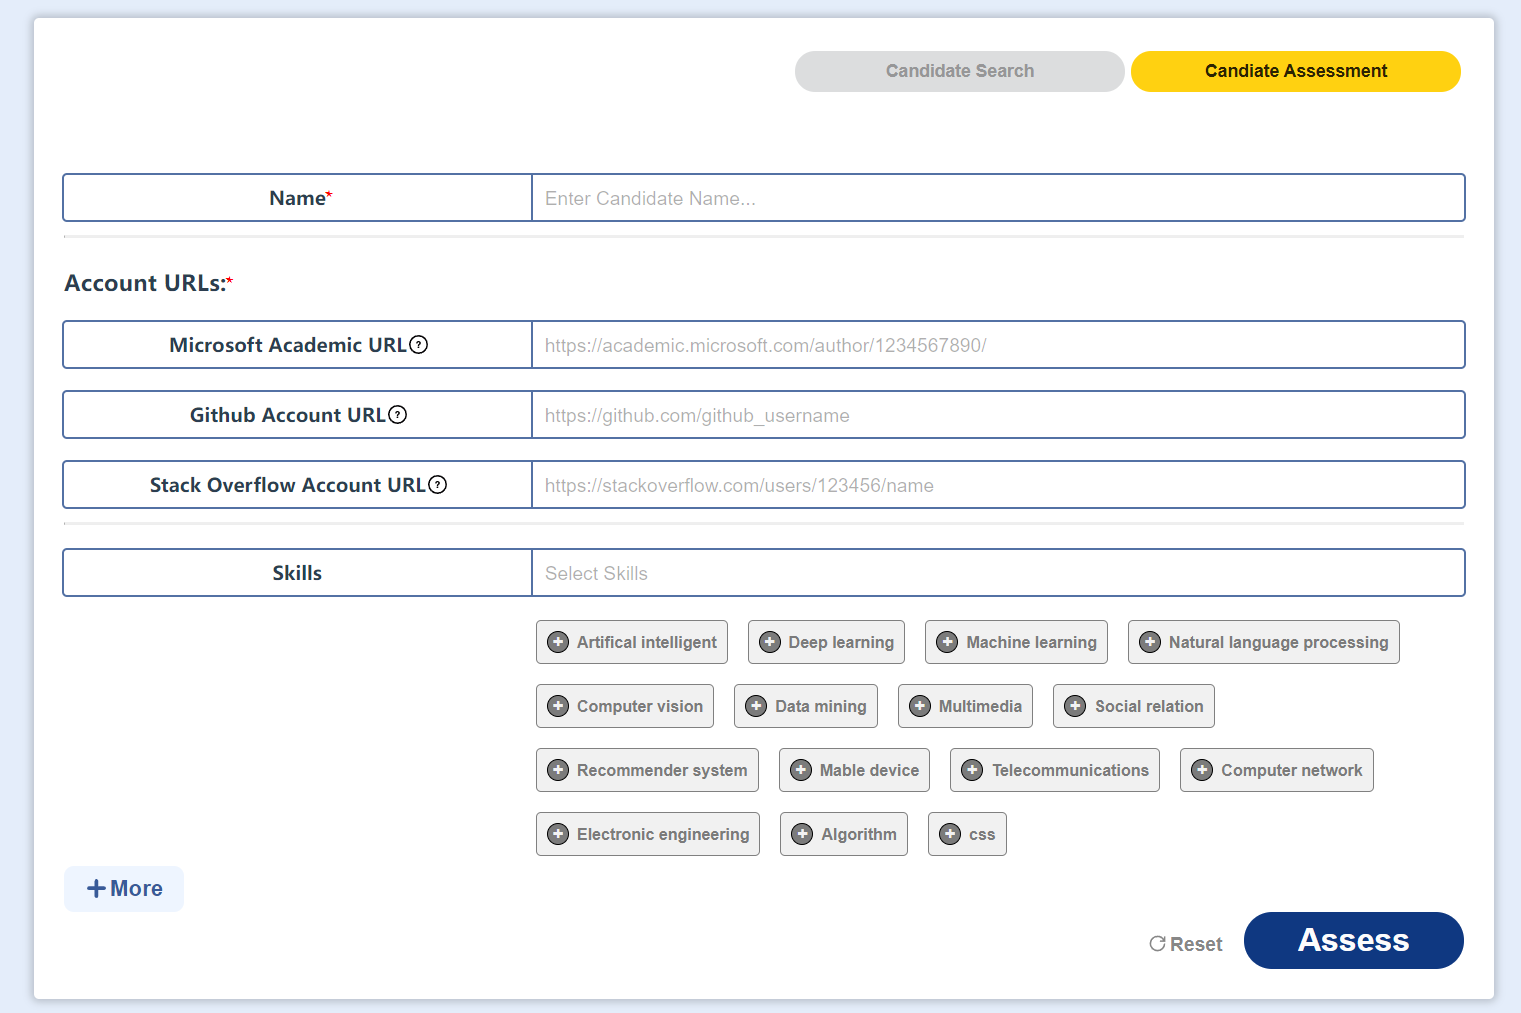 Candidate Search
Candiate Assessment
Name*
Enter Candidate Name...
Account URLs:*
Microsoft Academic URL?
https://academic.microsoft.com/author/1234567890/
Github Account URL?
https://github.com/github_username
Stack Overflow Account URL?
https://stackoverflow.com/users/123456/name
Skills
Select Skills
+ Artifical intelligent
+ Deep learning
+ Machine learning
+ Natural language processing
+ Computer vision
+ Data mining
+ Multimedia
+ Social relation
+ Recommender system
+ Mable device
+ Telecommunications
+ Computer network
+ Electronic engineering
+ Algorithm
+ css
+More
Reset
Assess